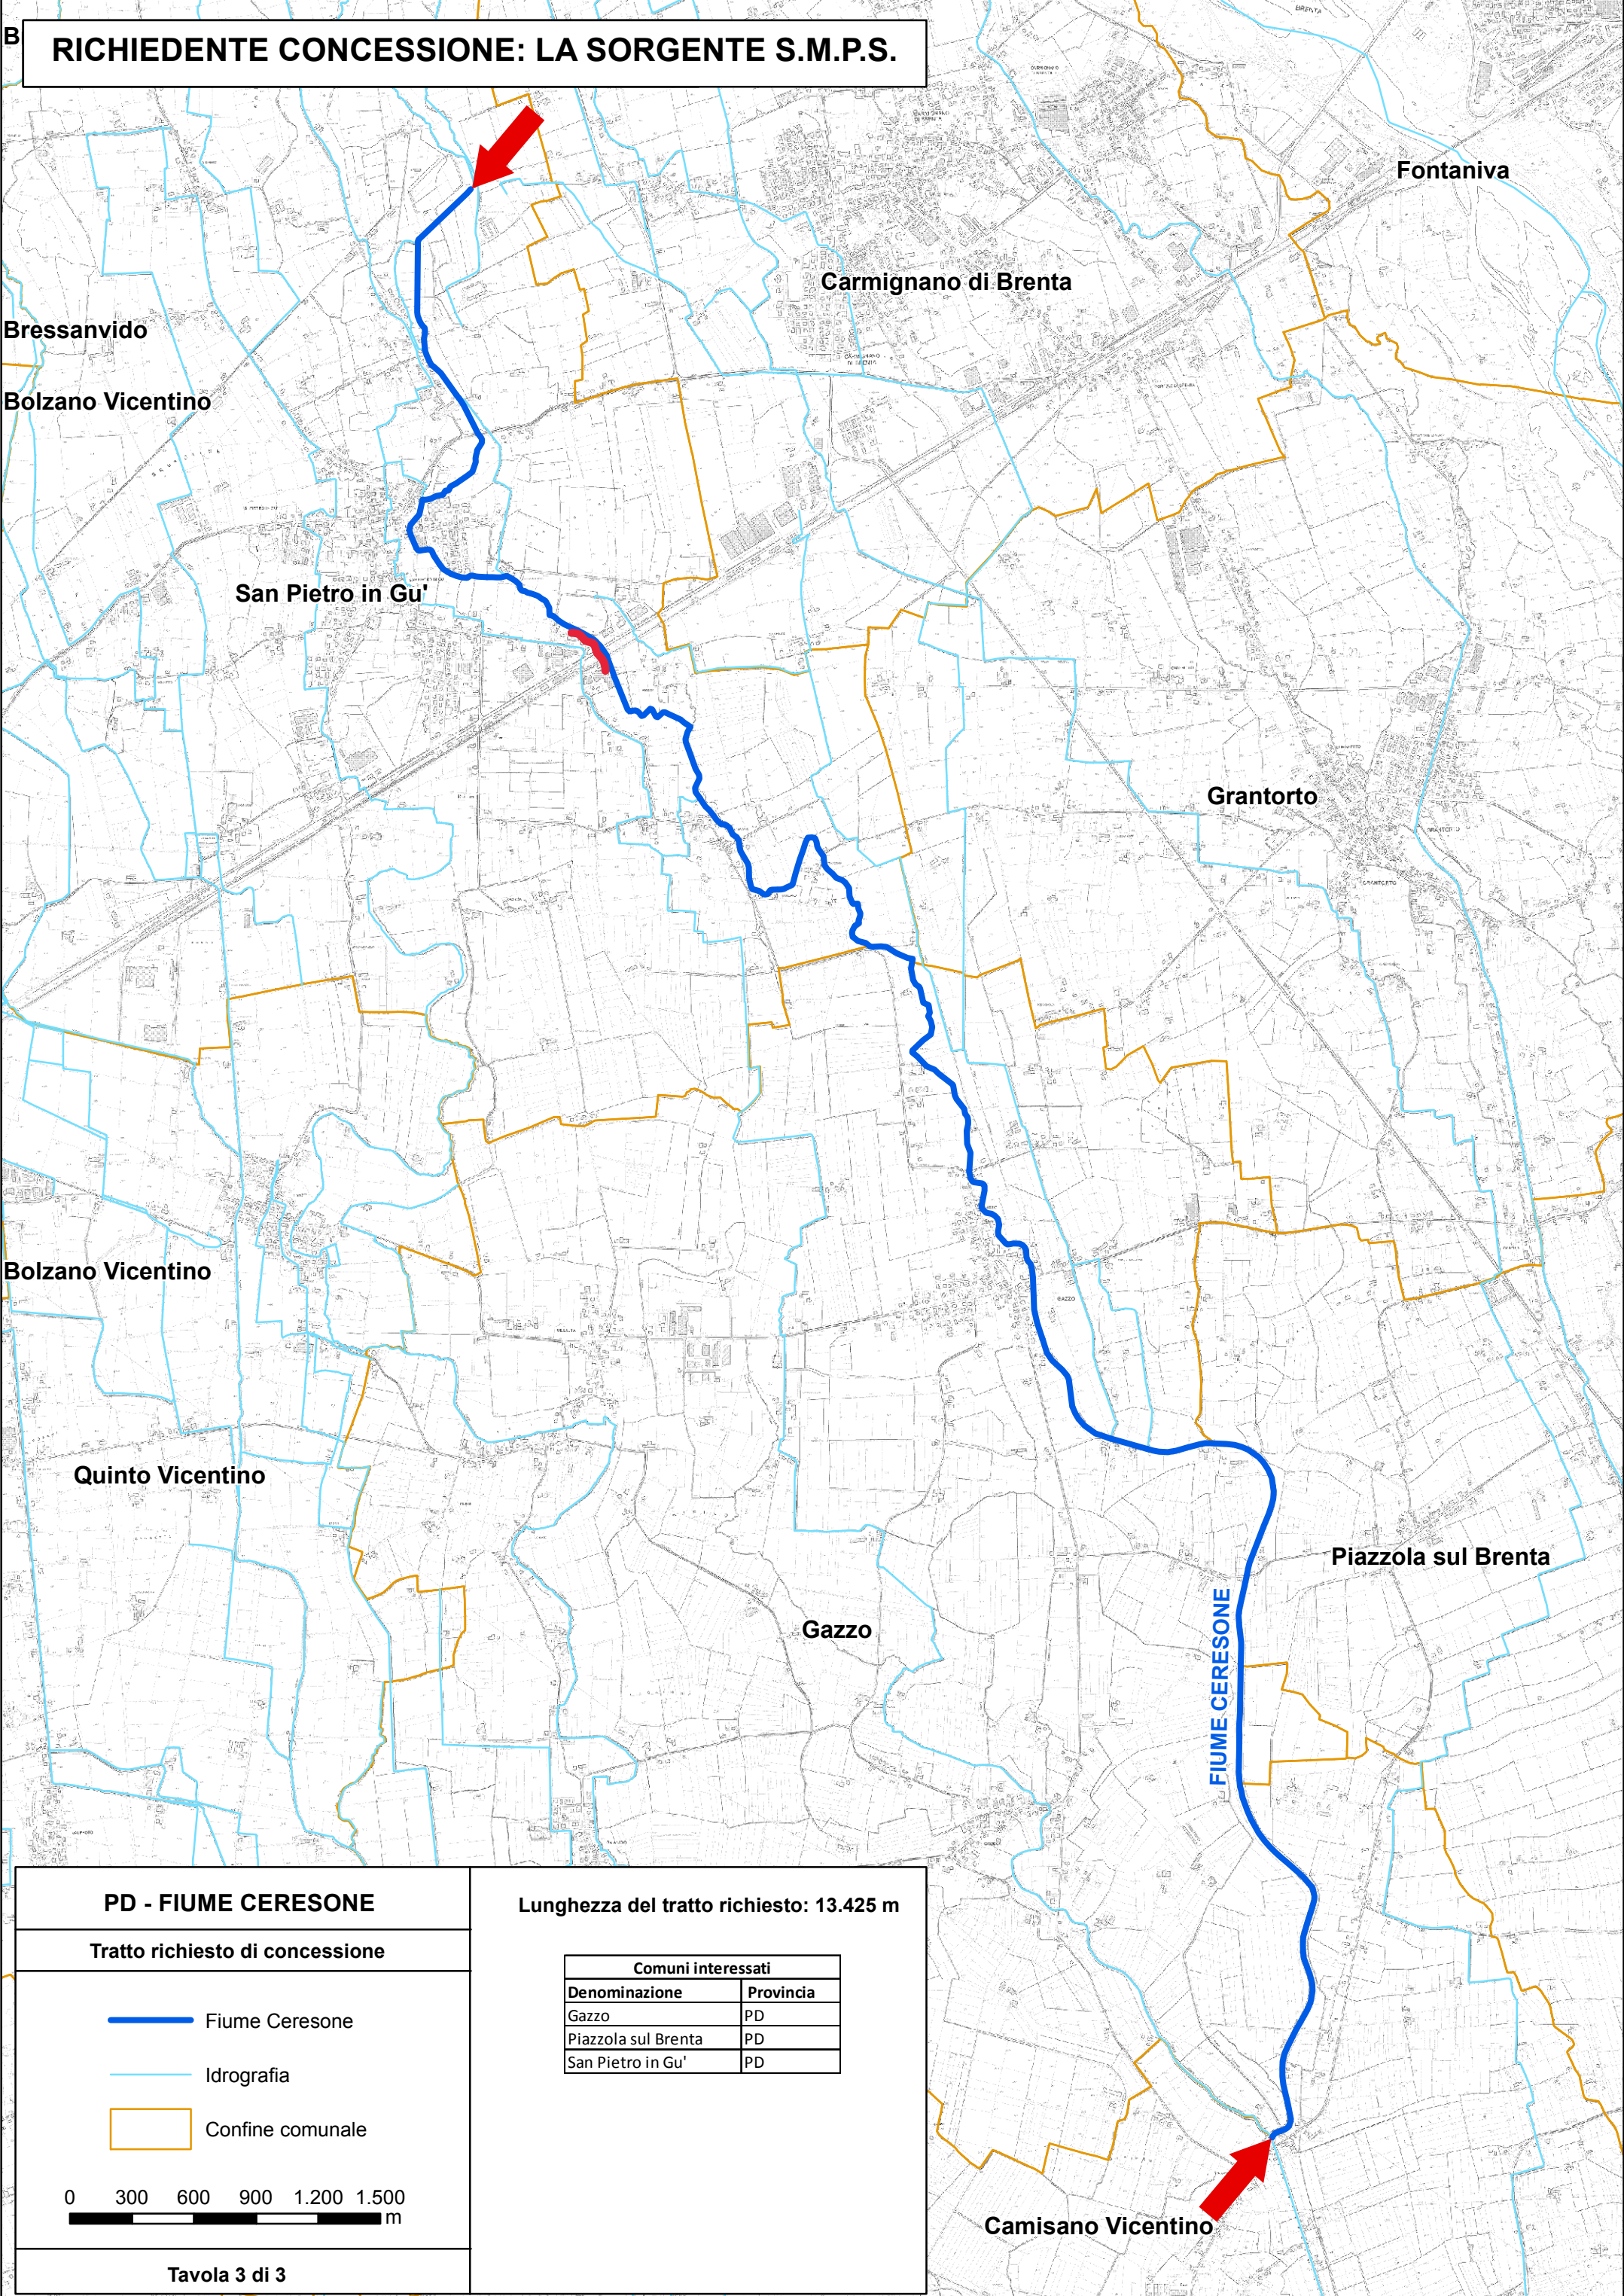 RICHIEDENTE CONCESSIONE: LA SORGENTE S.M.P.S.
B
Fontaniva
Carmignano di Brenta
Bressanvido
Bolzano Vicentino
San Pietro in Gu'
Grantorto
Bolzano Vicentino
Quinto Vicentino
Piazzola sul Brenta
Gazzo
FIUME CERESONE
Camisano Vicentino
PD - FIUME CERESONE
Tratto richiesto di concessione
Fiume Ceresone
Idrografia
Confine comunale
0 300 600 900 1.200 1.500
m
Tavola 3 di 3
Lunghezza del tratto richiesto: 13.425 m
Comuni interessati
Denominazione Provincia
Gazzo PD
Piazzola sul Brenta PD
San Pietro in Gu' PD